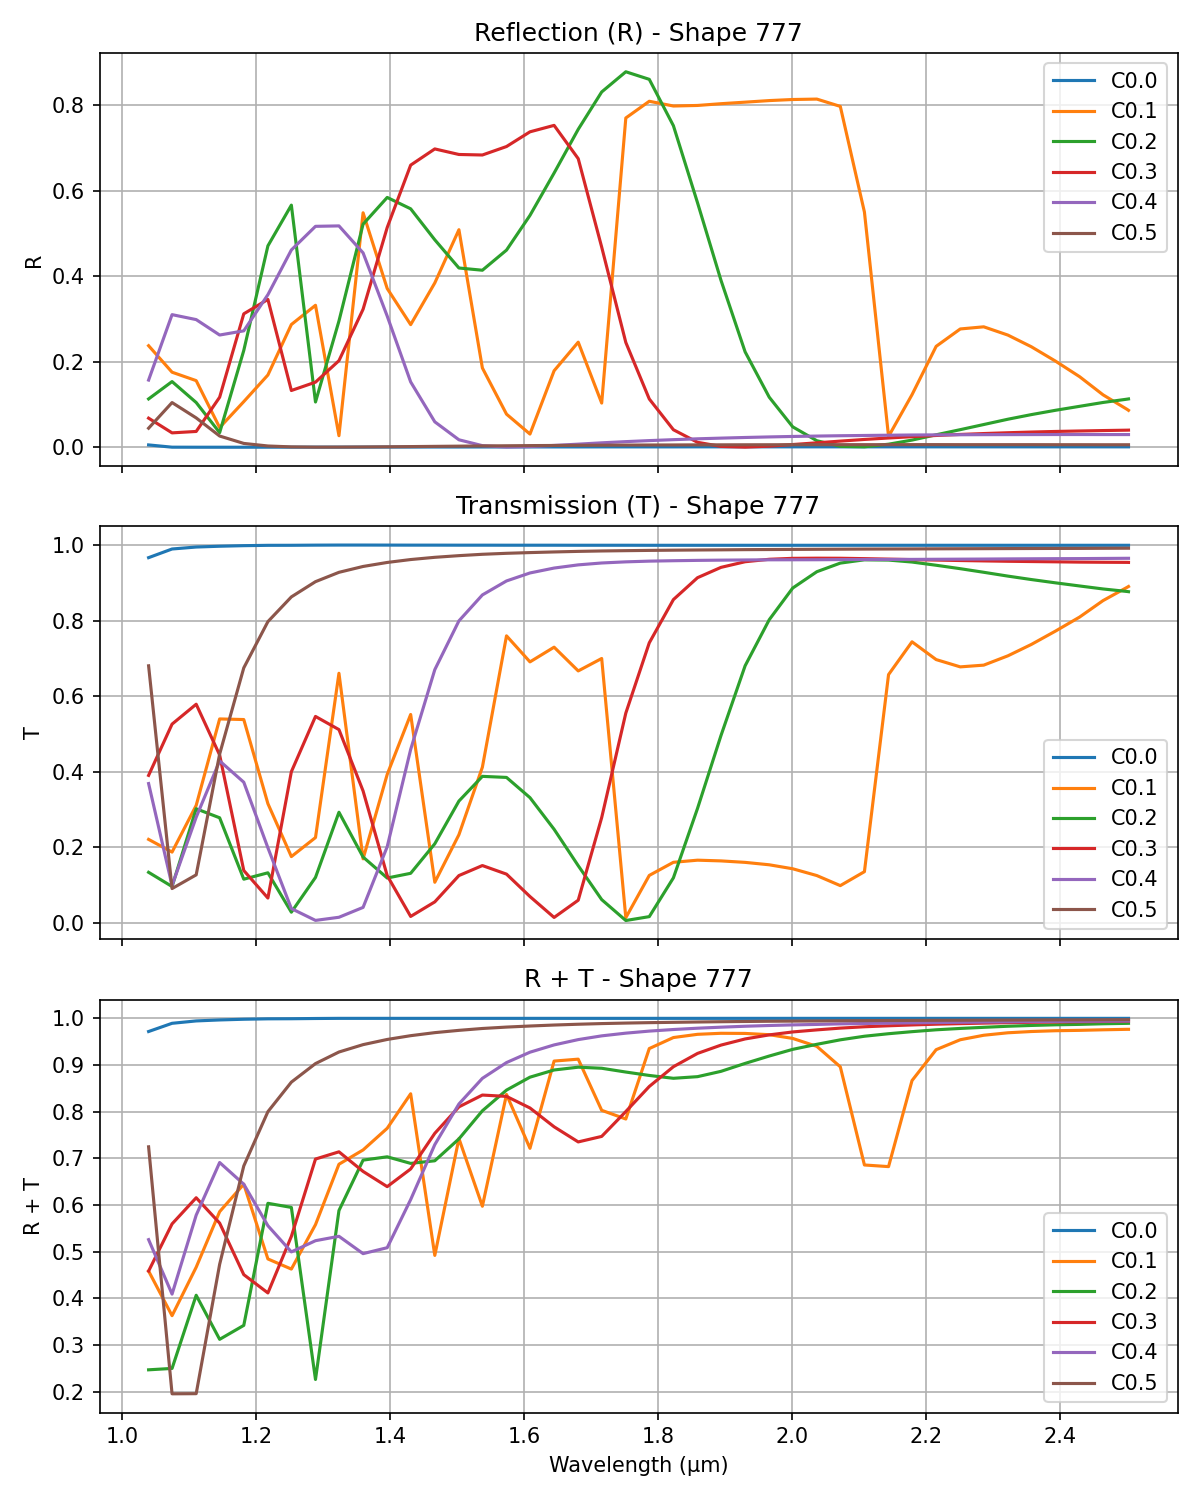 Reflection (R) - Shape 777
0.8
0.6
0.4
0.2
0.0
R
C0.0
C0.1
C0.2
C0.3
C0.4
C0.5
Transmission (T) - Shape 777
1.0
0.8
0.6
0.4
0.2
0.0
T
C0.0
C0.1
C0.2
C0.3
C0.4
C0.5
R + T - Shape 777
1.0
0.9
0.8
0.7
0.6
0.5
0.4
0.3
0.2
R + T
C0.0
C0.1
C0.2
C0.3
C0.4
C0.5
1.0 1.2 1.4 1.6 1.8 2.0 2.2 2.4
Wavelength (µm)